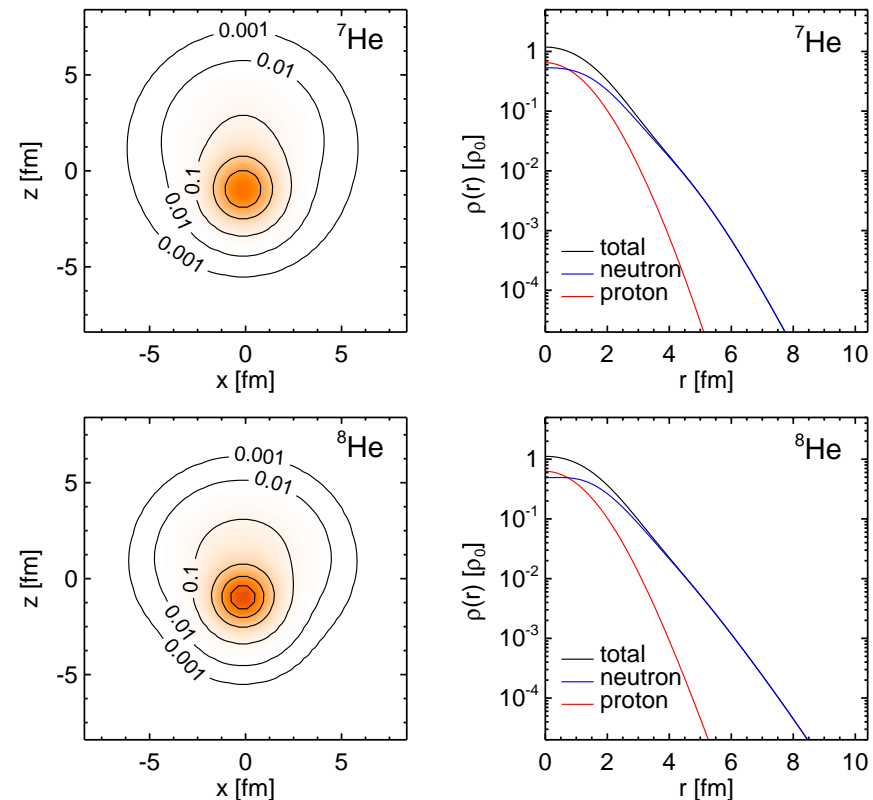 ⁷He
0.001
0.01
0.1
0.01
0.001
5
0
-5
z [fm]
-5 0 5
x [fm]
⁷He
1
10⁻¹
10⁻²
10⁻³
10⁻⁴
ρ(r) [ρ₀]
total
neutron
proton
0 2 4 6 8 10
r [fm]
⁸He
0.001
0.01
0.1
0.01
0.001
5
0
-5
z [fm]
-5 0 5
x [fm]
⁸He
1
10⁻¹
10⁻²
10⁻³
10⁻⁴
ρ(r) [ρ₀]
total
neutron
proton
0 2 4 6 8 10
r [fm]